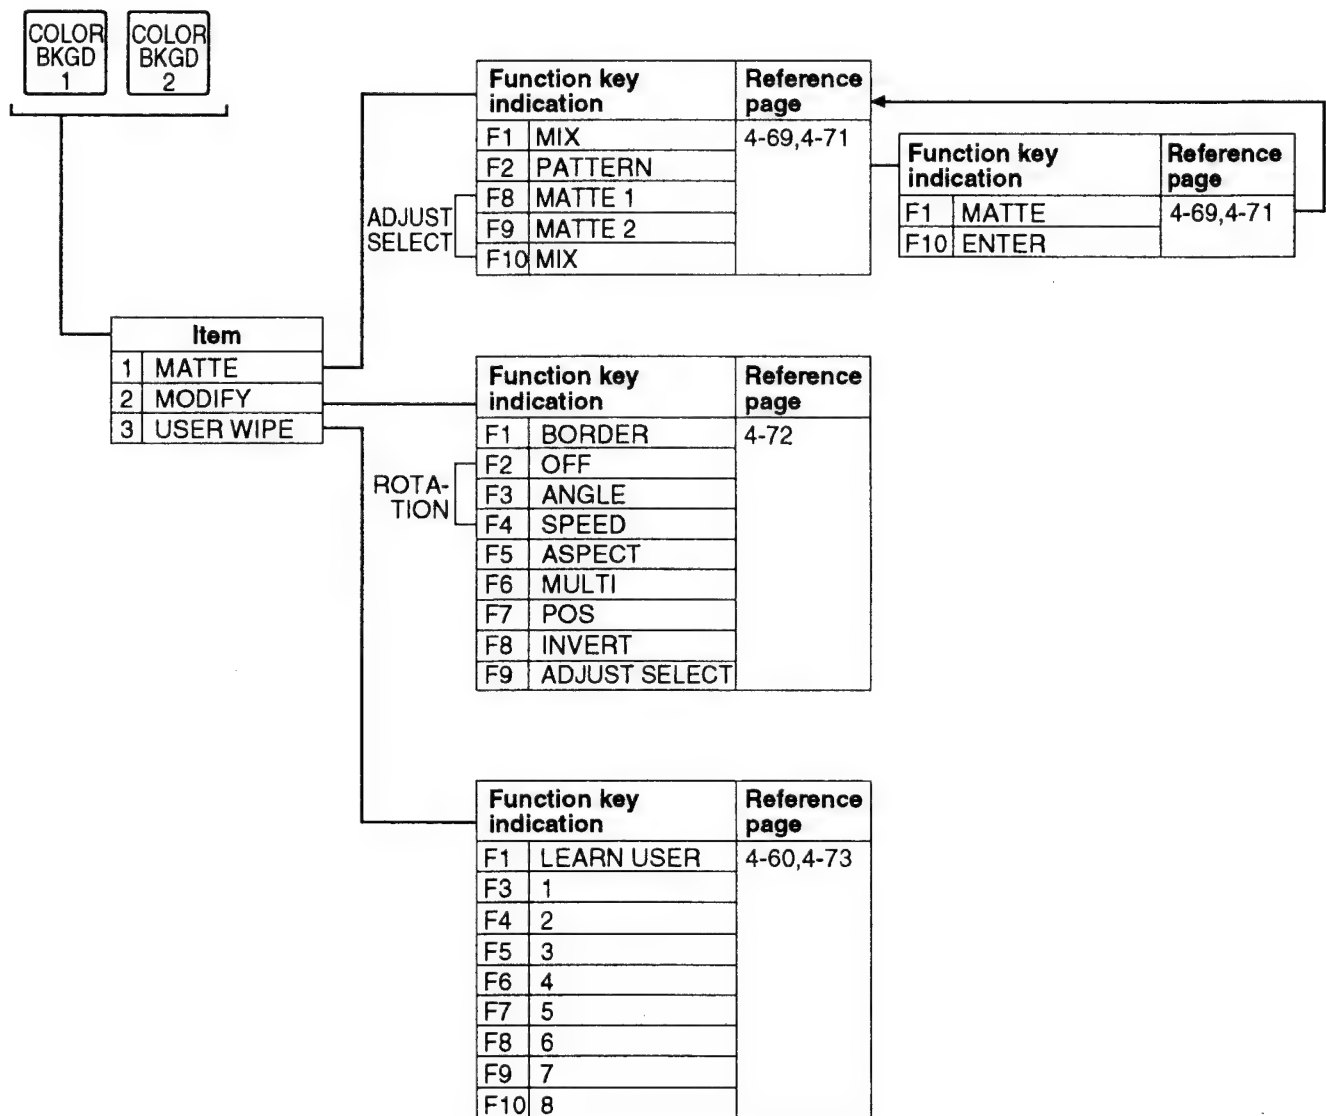 COLOR BKGD 1
COLOR BKGD 2
Item
1 MATTE
2 MODIFY
3 USER WIPE
Function key indication Reference page
F1 MIX 4-69,4-71
F2 PATTERN
ADJUST SELECT
F8 MATTE 1
F9 MATTE 2
F10 MIX
Function key indication Reference page
F1 MATTE 4-69,4-71
F10 ENTER
Function key indication Reference page
F1 BORDER 4-72
ROTA-
TION
F2 OFF
F3 ANGLE
F4 SPEED
F5 ASPECT
F6 MULTI
F7 POS
F8 INVERT
F9 ADJUST SELECT
Function key indication Reference page
F1 LEARN USER 4-60,4-73
F3 1
F4 2
F5 3
F6 4
F7 5
F8 6
F9 7
F10 8